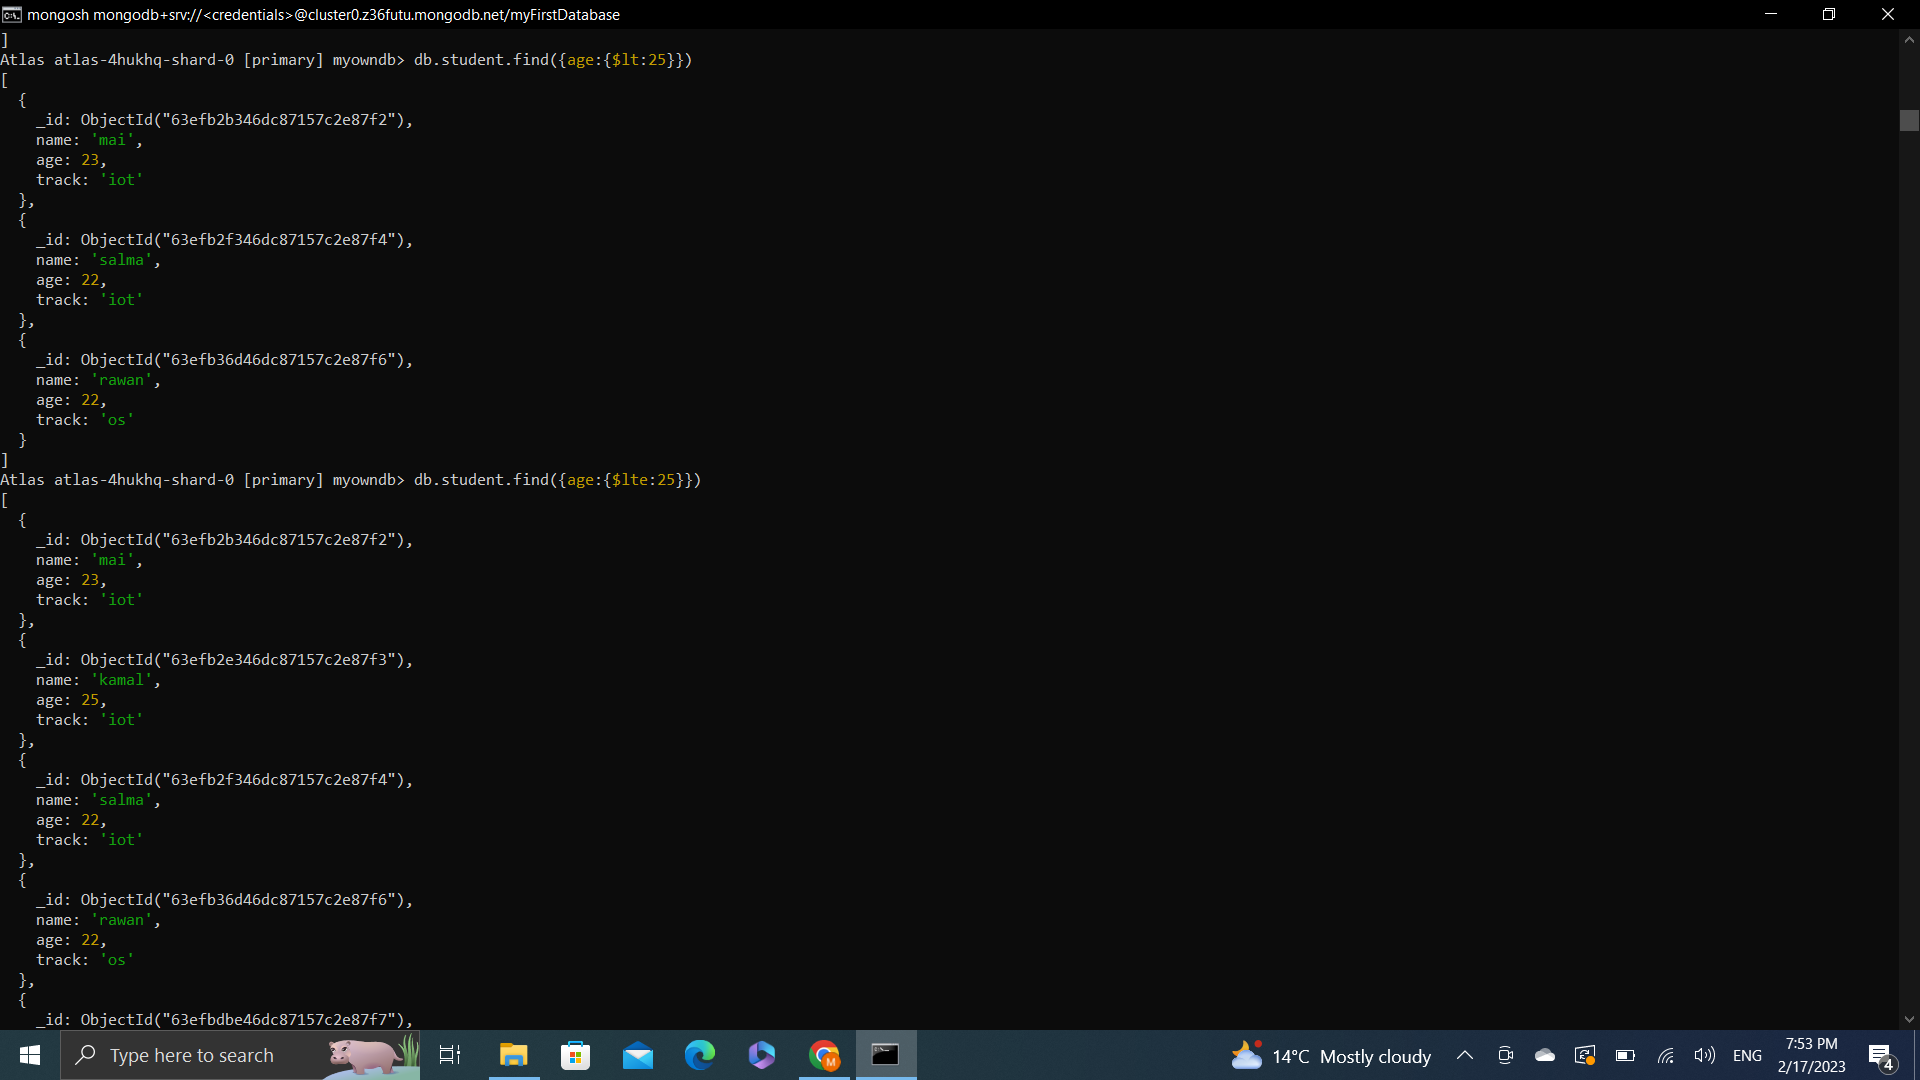 mongosh mongodb+srv://<credentials>@cluster0.z36futu.mongodb.net/myFirstDatabase
]
Atlas atlas-4hukhq-shard-0 [primary] myowndb> db.student.find({age:{$lt:25}})
[
  {
    _id: ObjectId("63efb2b346dc87157c2e87f2"),
    name: 'mai',
    age: 23,
    track: 'iot'
  },
  {
    _id: ObjectId("63efb2f346dc87157c2e87f4"),
    name: 'salma',
    age: 22,
    track: 'iot'
  },
  {
    _id: ObjectId("63efb36d46dc87157c2e87f6"),
    name: 'rawan',
    age: 22,
    track: 'os'
  }
]
Atlas atlas-4hukhq-shard-0 [primary] myowndb> db.student.find({age:{$lte:25}})
[
  {
    _id: ObjectId("63efb2b346dc87157c2e87f2"),
    name: 'mai',
    age: 23,
    track: 'iot'
  },
  {
    _id: ObjectId("63efb2e346dc87157c2e87f3"),
    name: 'kamal',
    age: 25,
    track: 'iot'
  },
  {
    _id: ObjectId("63efb2f346dc87157c2e87f4"),
    name: 'salma',
    age: 22,
    track: 'iot'
  },
  {
    _id: ObjectId("63efb36d46dc87157c2e87f6"),
    name: 'rawan',
    age: 22,
    track: 'os'
  },
  {
    _id: ObjectId("63efbdbe46dc87157c2e87f7"),
Type here to search
14°C Mostly cloudy
ENG
7:53 PM
2/17/2023
4